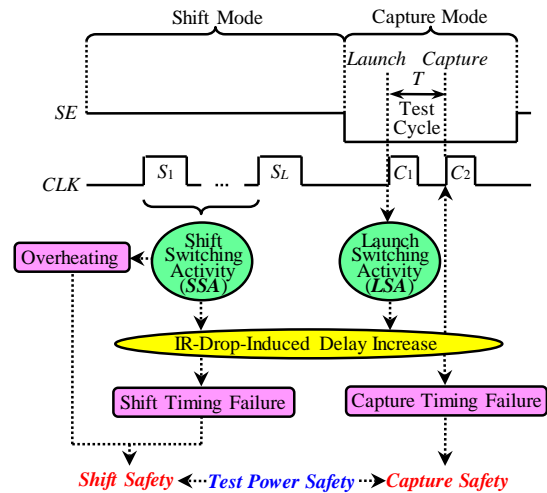 Shift Mode
Capture Mode
Launch
Capture
T
SE
Test
Cycle
CLK
S1
...
SL
C1
C2
Overheating
Shift
Switching
Activity
(SSA)
Launch
Switching
Activity
(LSA)
IR-Drop-Induced Delay Increase
Shift Timing Failure
Capture Timing Failure
Shift Safety
Test Power Safety
Capture Safety